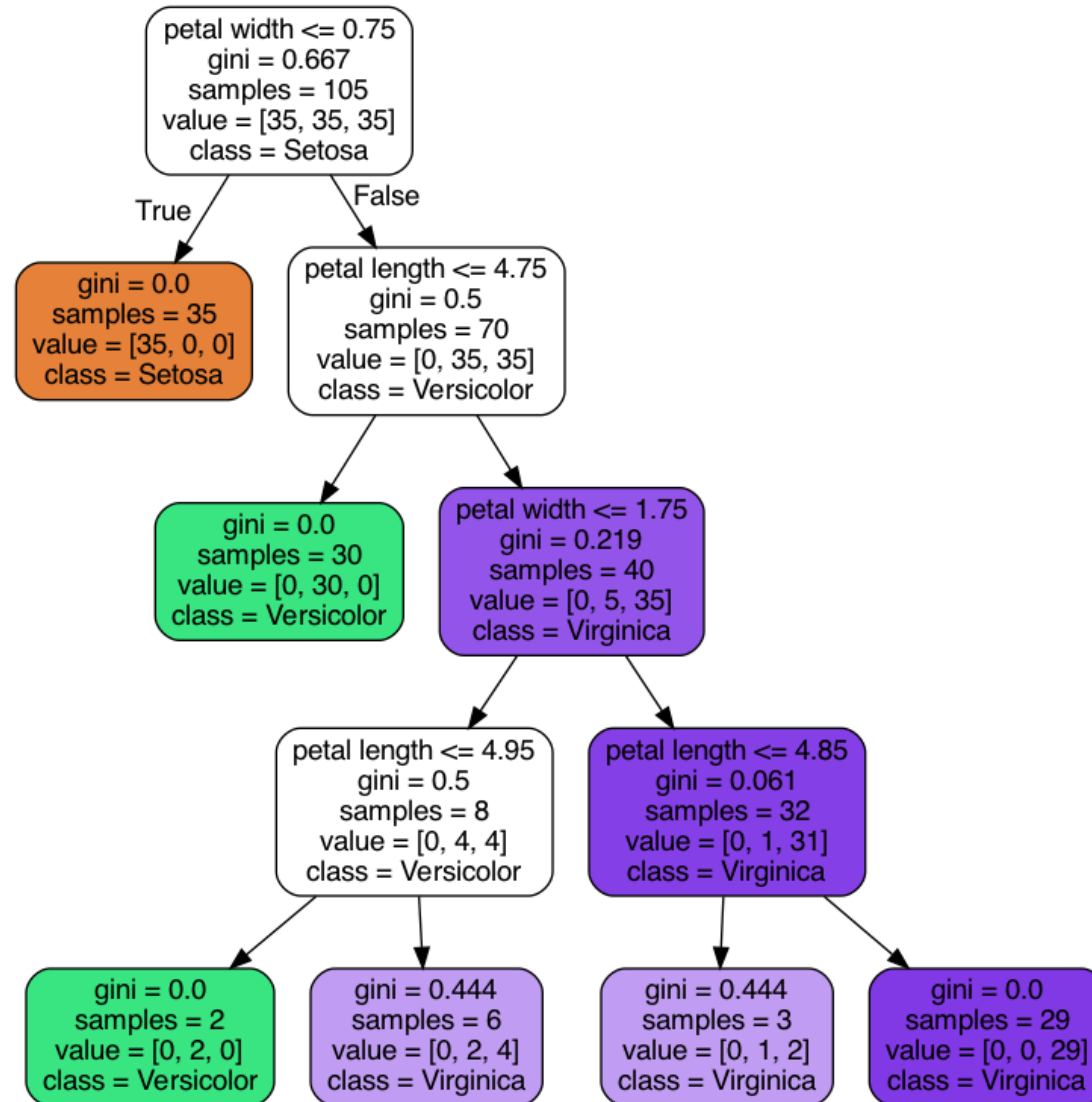 petal width <= 0.75
gini = 0.667
samples = 105
value = [35, 35, 35]
class = Setosa
True
False
gini = 0.0
samples = 35
value = [35, 0, 0]
class = Setosa
petal length <= 4.75
gini = 0.5
samples = 70
value = [0, 35, 35]
class = Versicolor
gini = 0.0
samples = 30
value = [0, 30, 0]
class = Versicolor
petal width <= 1.75
gini = 0.219
samples = 40
value = [0, 5, 35]
class = Virginica
petal length <= 4.95
gini = 0.5
samples = 8
value = [0, 4, 4]
class = Versicolor
petal length <= 4.85
gini = 0.061
samples = 32
value = [0, 1, 31]
class = Virginica
gini = 0.0
samples = 2
value = [0, 2, 0]
class = Versicolor
gini = 0.444
samples = 6
value = [0, 2, 4]
class = Virginica
gini = 0.444
samples = 3
value = [0, 1, 2]
class = Virginica
gini = 0.0
samples = 29
value = [0, 0, 29]
class = Virginica